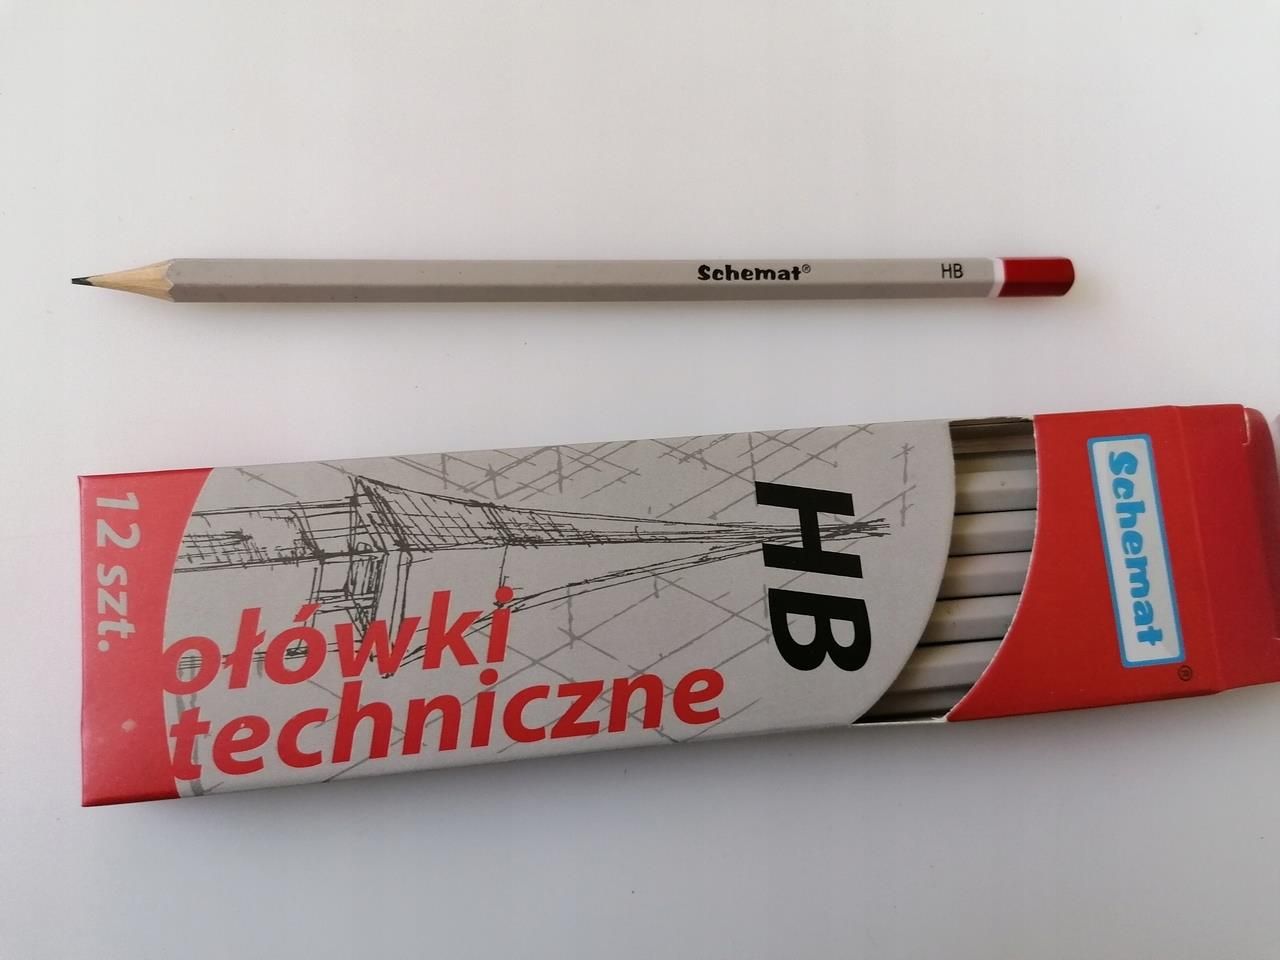 Schemat® HB
12 szt.
ołówki
techniczne
HB
Schemat®